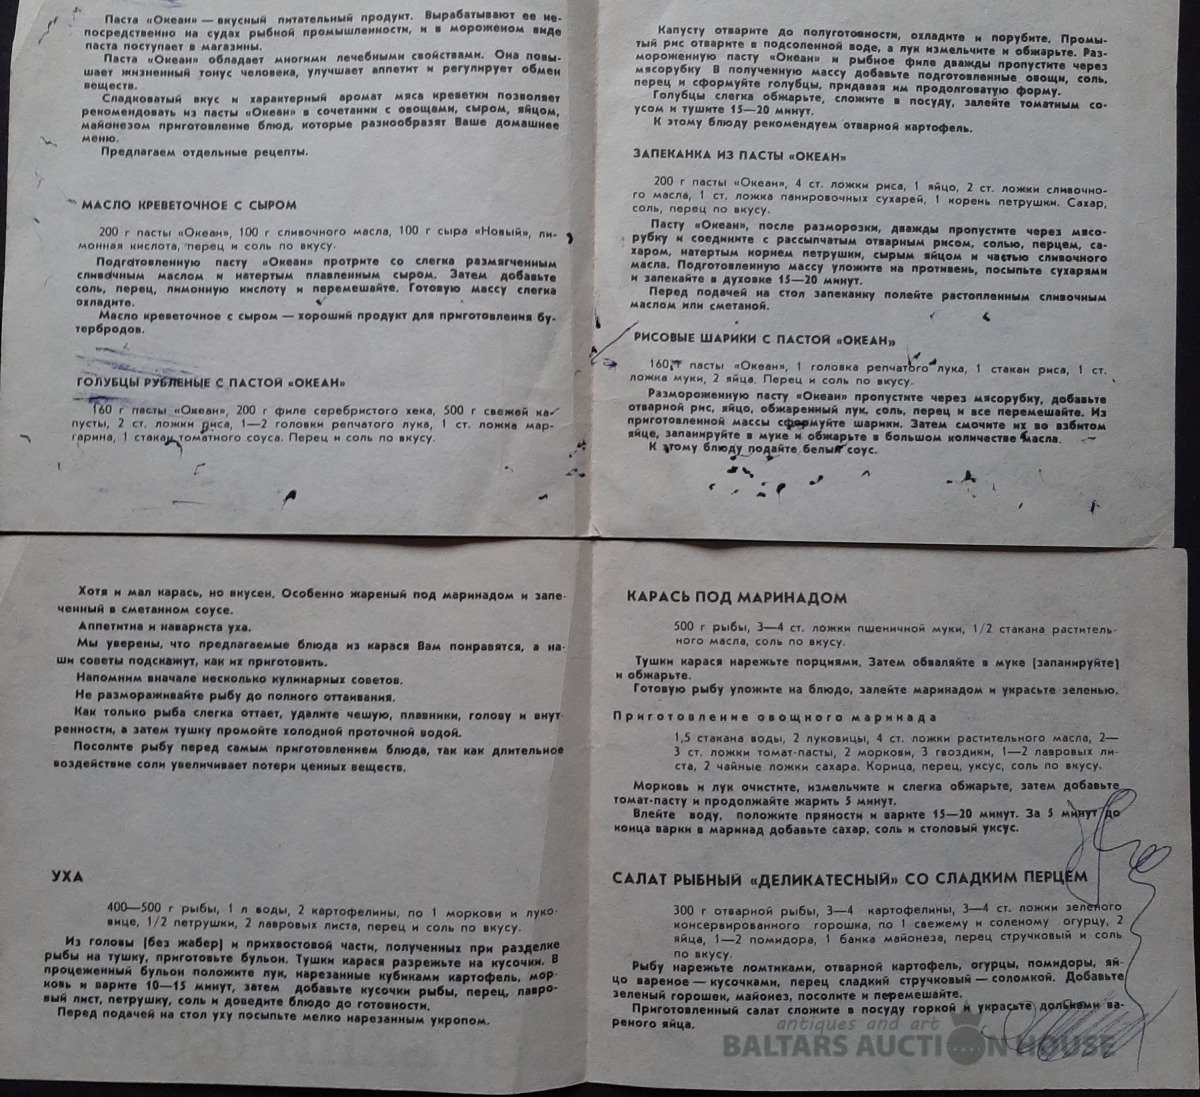 Паста «Океан» — вкусный питательный продукт. Вырабатывают ее не-
посредственно на судах рыбной промышленности, и в мороженом виде
паста поступает в магазины.
Паста «Океан» обладает многими лечебными свойствами. Она повы-
шает жизненный тонус человека, улучшает аппетит и регулирует обмен
веществ.
Сладковатый вкус и характерный аромат мяса креветки позволяет
рекомендовать из пасты «Океан» в сочетании с овощами, сыром, яйцом,
майонезом приготовление блюд, которые разнообразят Ваше домашнее
меню.
Предлагаем отдельные рецепты.
МАСЛО КРЕВЕТОЧНОЕ С СЫРОМ
200 г пасты «Океан», 100 г сливочного масла, 100 г сыра «Новый», ли-
монная кислота, перец и соль по вкусу.
Подготовленную пасту «Океан» протрите со слегка размягченным
сливочным маслом и натертым плавленным сыром. Затем добавьте
соль, перец, лимонную кислоту и перемешайте. Готовую массу слегка
охладите.
Масло креветочное с сыром — хороший продукт для приготовления бу-
тербродов.
ГОЛУБЦЫ РУБЛЕНЫЕ С ПАСТОЙ «ОКЕАН»
160 г пасты «Океан», 200 г филе серебристого хека, 500 г свежей ка-
пусты, 2 ст. ложки риса, 1—2 головки репчатого лука, 1 ст. ложка мар-
гарина, 1 стакан томатного соуса. Перец и соль по вкусу.
Капусту отварите до полуготовности, охладите и порубите. Промы-
тый рис отварите в подсоленной воде, а лук измельчите и обжарьте. Раз-
мороженную пасту «Океан» и рыбное филе дважды пропустите через
мясорубку В полученную массу добавьте подготовленные овощи, соль,
перец и сформуйте голубцы, придавая им продолговатую форму.
Голубцы слегка обжарьте, сложите в посуду, залейте томатным со-
усом и тушите 15—20 минут.
К этому блюду рекомендуем отварной картофель.
ЗАПЕКАНКА ИЗ ПАСТЫ «ОКЕАН»
200 г пасты «Океан», 4 ст. ложки риса, 1 яйцо, 2 ст. ложки сливочно-
го масла, 1 ст. ложка панировочных сухарей, 1 корень петрушки. Сахар,
соль, перец по вкусу.
Пасту «Океан», после разморозки, дважды пропустите через мясо-
рубку и соедините с рассыпчатым отварным рисом, солью, перцем, са-
харом, натертым корнем петрушки, сырым яйцом и частью сливочного
масла. Подготовленную массу уложите на противень, посыпьте сухарями
и запекайте в духовке 15—20 минут.
Перед подачей на стол запеканку полейте растопленным сливочным
маслом или сметаной.
РИСОВЫЕ ШАРИКИ С ПАСТОЙ «ОКЕАН»
160 г пасты «Океан», 1 головка репчатого лука, 1 стакан риса, 1 ст.
ложка муки, 2 яйца. Перец и соль по вкусу.
Размороженную пасту «Океан» пропустите через мясорубку, добавьте
отварной рис, яйцо, обжаренный лук, соль, перец и все перемешайте. Из
приготовленной массы сформуйте шарики. Затем смочите их во взбитом
яйце, запанируйте в муке и обжарьте в большом количестве масла.
К этому блюду подайте белый соус.
Хотя и мал карась, но вкусен. Особенно жареный под маринадом и запе-
ченный в сметанном соусе.
Аппетитна и навариста уха.
Мы уверены, что предлагаемые блюда из карася Вам понравятся, а на-
ши советы подскажут, как их приготовить.
Напомним вначале несколько кулинарных советов.
Не размораживайте рыбу до полного оттаивания.
Как только рыба слегка оттает, удалите чешую, плавники, голову и внут-
ренности, а затем тушку промойте холодной проточной водой.
Посолите рыбу перед самым приготовлением блюда, так как длительное
воздействие соли увеличивает потери ценных веществ.
УХА
400—500 г рыбы, 1 л воды, 2 картофелины, по 1 моркови и луко-
вице, 1/2 петрушки, 2 лавровых листа, перец и соль по вкусу.
Из головы (без жабер) и прихвостовой части, полученных при разделке
рыбы на тушку, приготовьте бульон. Тушки карася разрежьте на кусочки. В
процеженный бульон положите лук, нарезанные кубиками картофель, мор-
ковь и варите 10—15 минут, затем добавьте кусочки рыбы, перец, лавро-
вый лист, петрушку, соль и доведите блюдо до готовности.
Перед подачей на стол уху посыпьте мелко нарезанным укропом.
КАРАСЬ ПОД МАРИНАДОМ
500 г рыбы, 3—4 ст. ложки пшеничной муки, 1/2 стакана раститель-
ного масла, соль по вкусу.
Тушки карася нарежьте порциями. Затем обваляйте в муке (запанируйте)
и обжарьте.
Готовую рыбу уложите на блюдо, залейте маринадом и украсьте зеленью.
Приготовление овощного маринада
1,5 стакана воды, 2 луковицы, 4 ст. ложки растительного масла, 2—
3 ст. ложки томат-пасты, 2 моркови, 3 гвоздики, 1—2 лавровых ли-
ста, 2 чайные ложки сахара. Корица, перец, уксус, соль по вкусу.
Морковь и лук очистите, измельчите и слегка обжарьте, затем добавьте
томат-пасту и продолжайте жарить 5 минут.
Влейте воду, положите пряности и варите 15—20 минут. За 5 минут до
конца варки в маринад добавьте сахар, соль и столовый уксус.
САЛАТ РЫБНЫЙ «ДЕЛИКАТЕСНЫЙ» СО СЛАДКИМ ПЕРЦЕМ
300 г отварной рыбы, 3—4 картофелины, 3—4 ст. ложки зеленого
консервированного горошка, по 1 свежему и соленому огурцу, 2
яйца, 1—2 помидора, 1 банка майонеза, перец стручковый и соль
по вкусу.
Рыбу нарежьте ломтиками, отварной картофель, огурцы, помидоры, яй-
цо вареное — кусочками, перец сладкий стручковый — соломкой. Добавьте
зеленый горошек, майонез, посолите и перемешайте.
Приготовленный салат сложите в посуду горкой и украсьте дольками ва-
реного яйца.
antiques and art
BALTARS AUCTION HOUSE